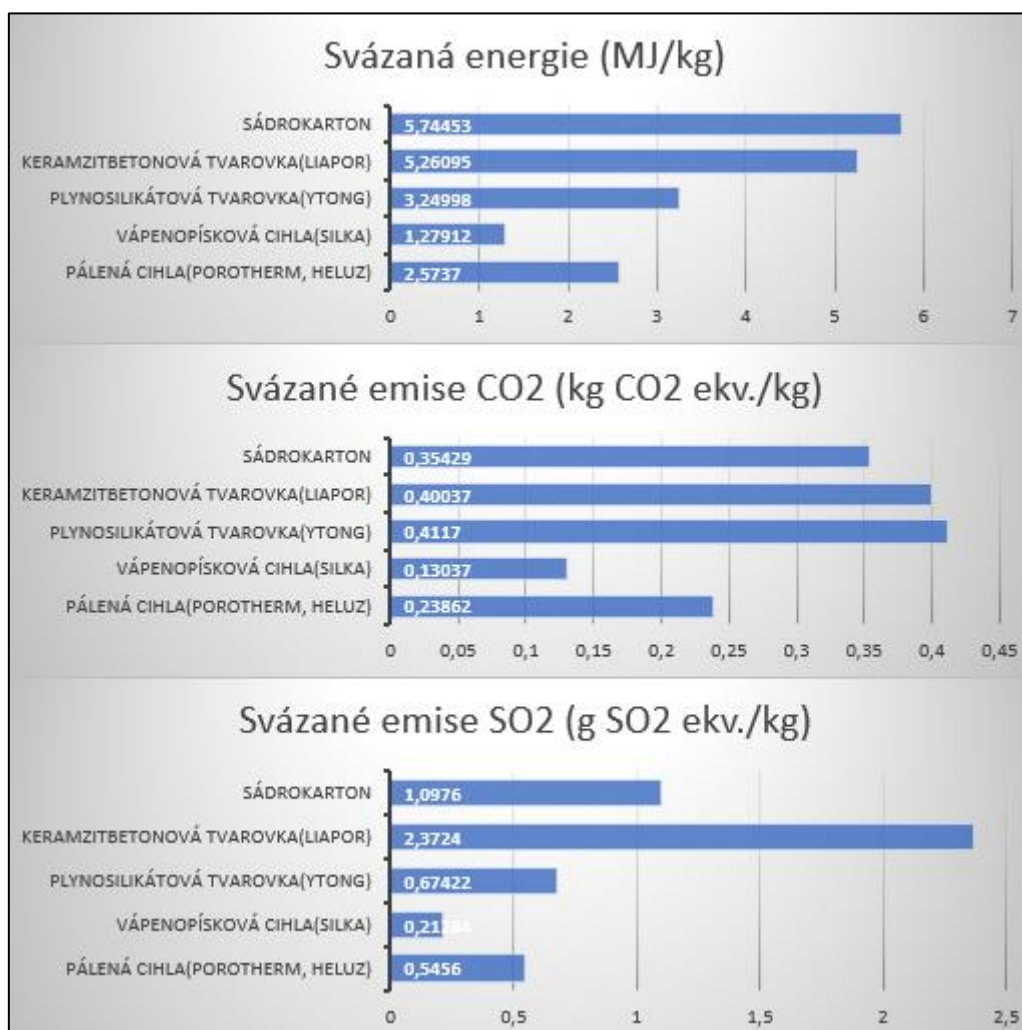 Svázaná energie (MJ/kg)
SÁDROKARTON 5,74453
KERAMZITBETONOVÁ TVAROVKA(LIAPOR) 5,26095
PLYNOSILIKÁTOVÁ TVAROVKA(YTONG) 3,24998
VÁPENOPÍSKOVÁ CIHLA(SILKA) 1,27912
PÁLENÁ CIHLA(POROTHERM, HELUZ) 2,5737
0 1 2 3 4 5 6 7
Svázané emise CO2 (kg CO2 ekv./kg)
SÁDROKARTON 0,35429
KERAMZITBETONOVÁ TVAROVKA(LIAPOR) 0,40037
PLYNOSILIKÁTOVÁ TVAROVKA(YTONG) 0,4117
VÁPENOPÍSKOVÁ CIHLA(SILKA) 0,13037
PÁLENÁ CIHLA(POROTHERM, HELUZ) 0,23862
0 0,05 0,1 0,15 0,2 0,25 0,3 0,35 0,4 0,45
Svázané emise SO2 (g SO2 ekv./kg)
SÁDROKARTON 1,0976
KERAMZITBETONOVÁ TVAROVKA(LIAPOR) 2,3724
PLYNOSILIKÁTOVÁ TVAROVKA(YTONG) 0,67422
VÁPENOPÍSKOVÁ CIHLA(SILKA)
PÁLENÁ CIHLA(POROTHERM, HELUZ) 0,5456
0 0,5 1 1,5 2 2,5